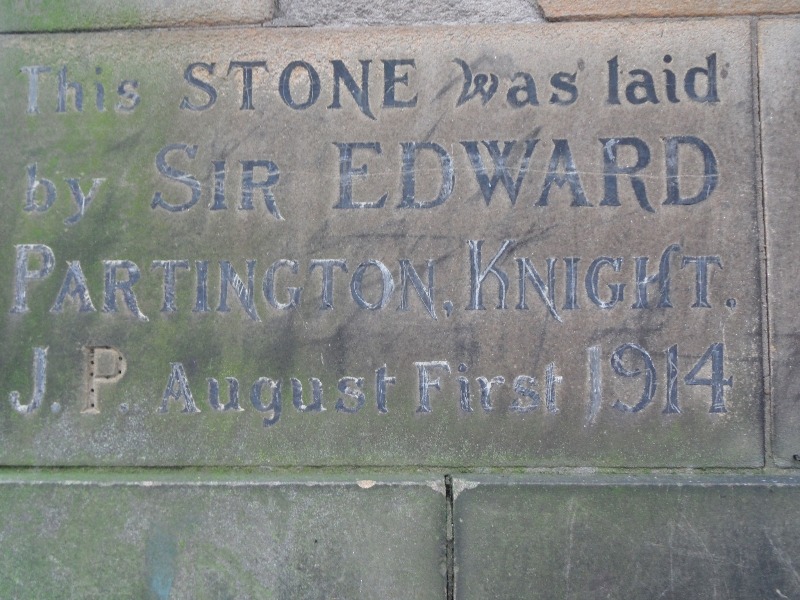 This STONE was laid
by SIR EDWARD
PARTINGTON, KNIGHT.
J.P. August First 1914